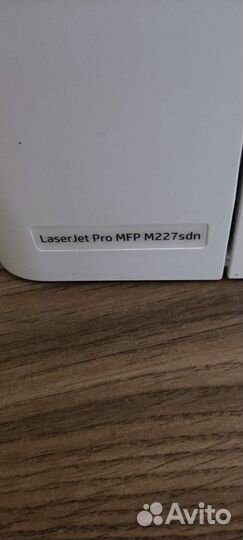 LaserJet Pro MFP M227sdn
Avito